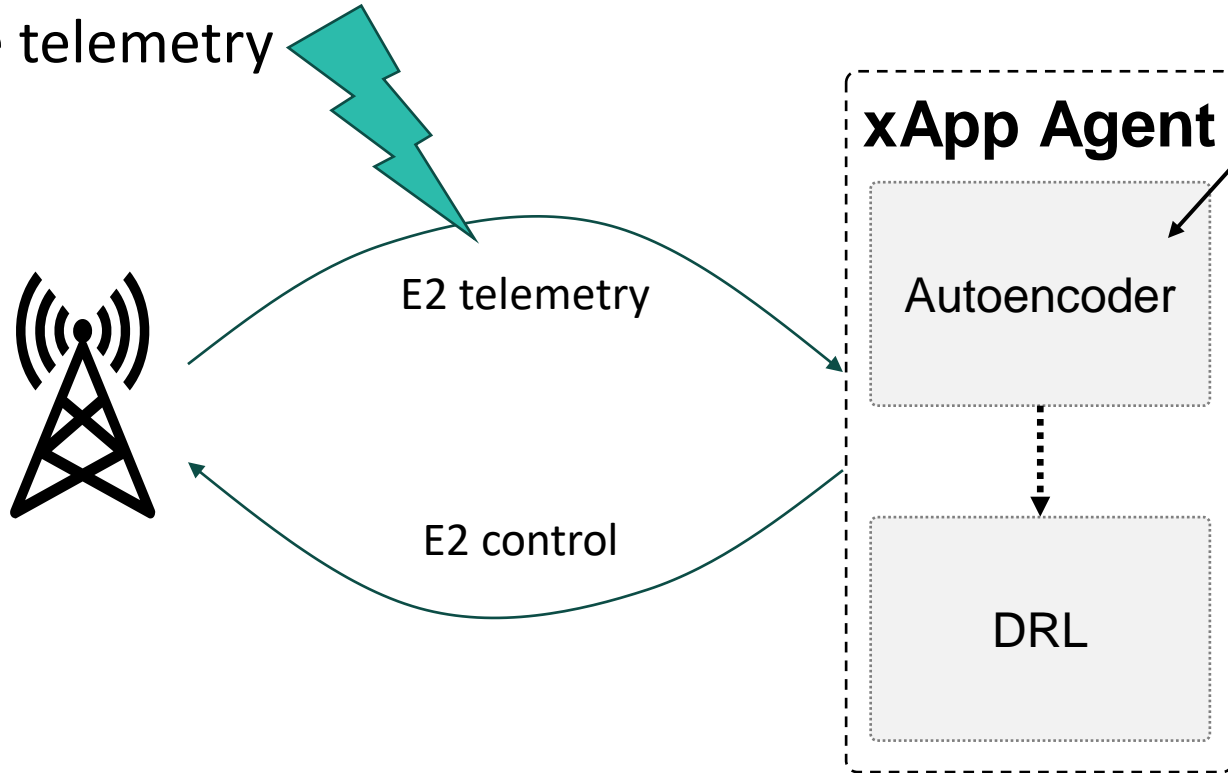 telemetry
xApp Agent
E2 telemetry
Autoencoder
E2 control
DRL